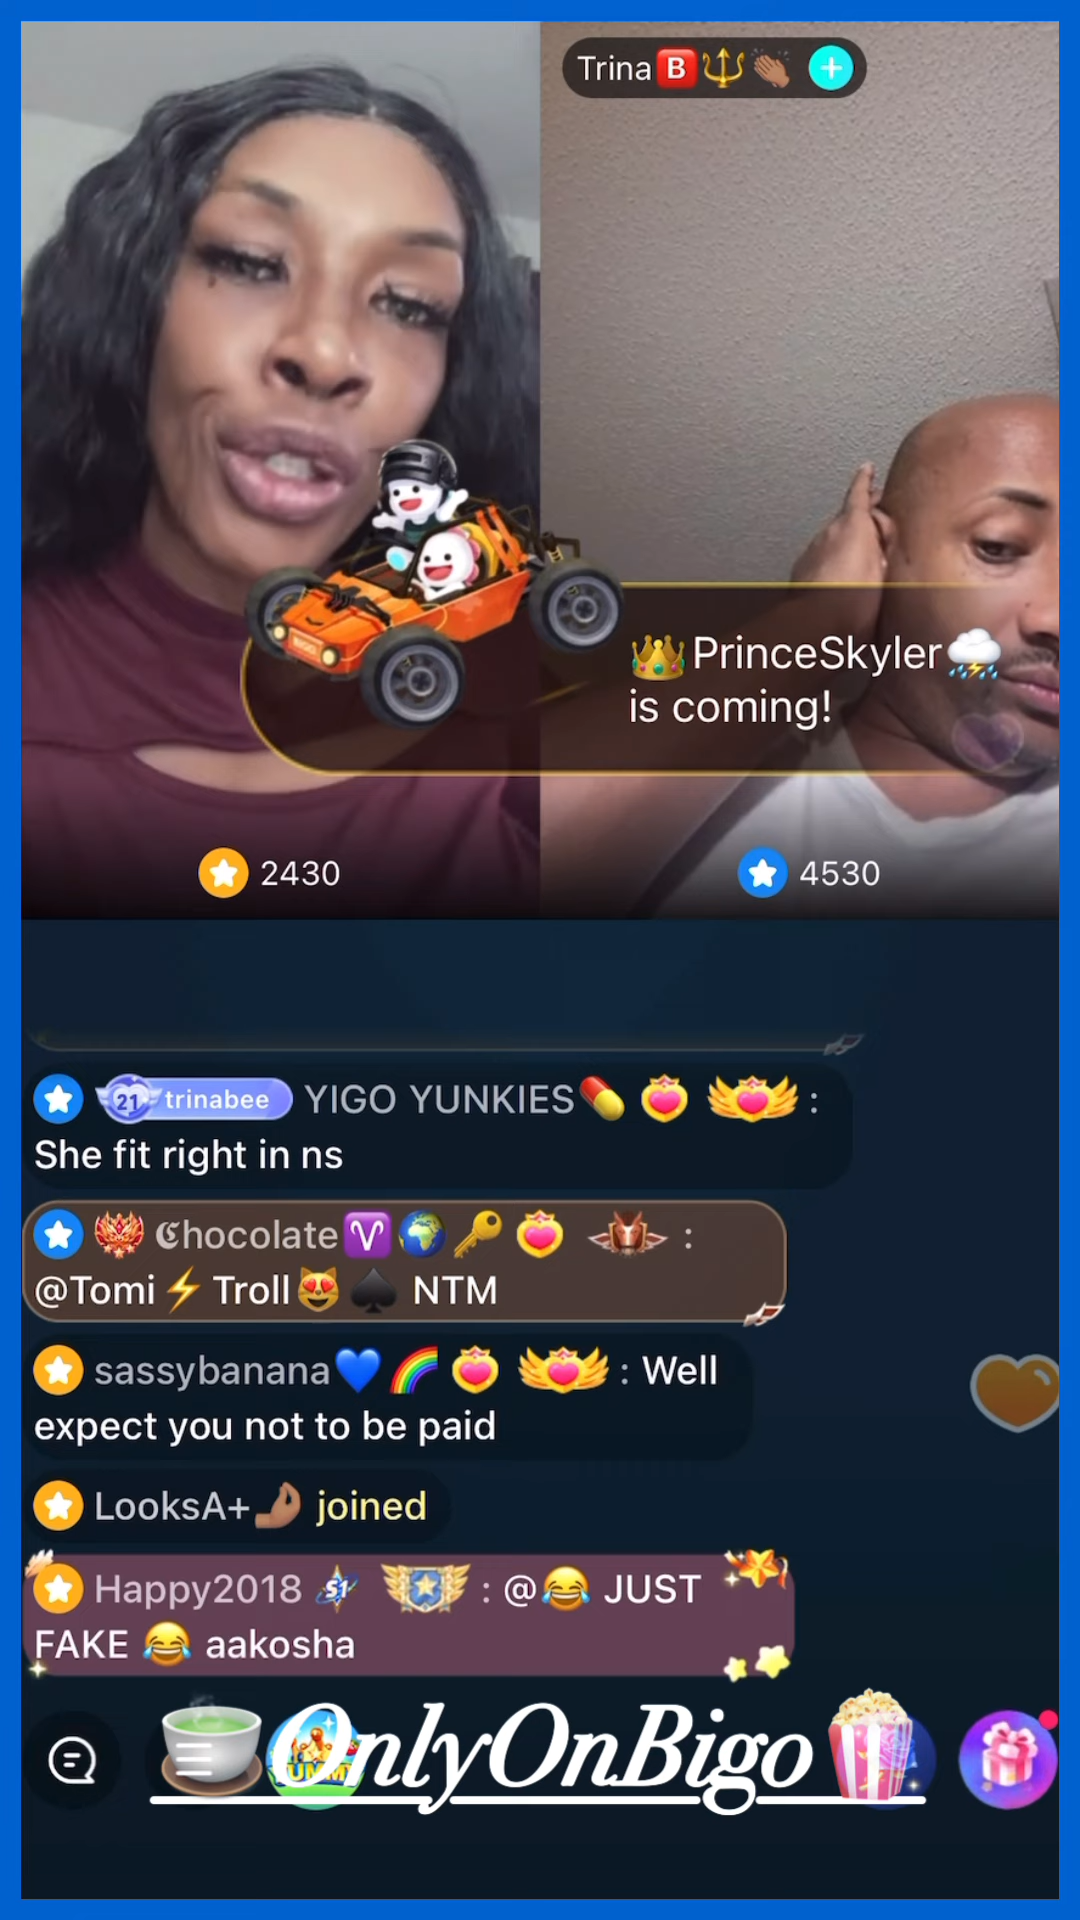 Trina🅱️🔱👏🏽
👑PrinceSkyler⛈️
is coming!
2430
4530
21 trinabee YIGO YUNKIES💊 :
She fit right in ns
ℭhocolate♈🌍🔑 :
@Tomi⚡Troll😻♠️ NTM
sassybanana💙🌈 : Well
expect you not to be paid
LooksA+🤌🏽 joined
Happy2018 S1 : @😂 JUST
FAKE 😂 aakosha
🍵OnlyOnBigo🍿